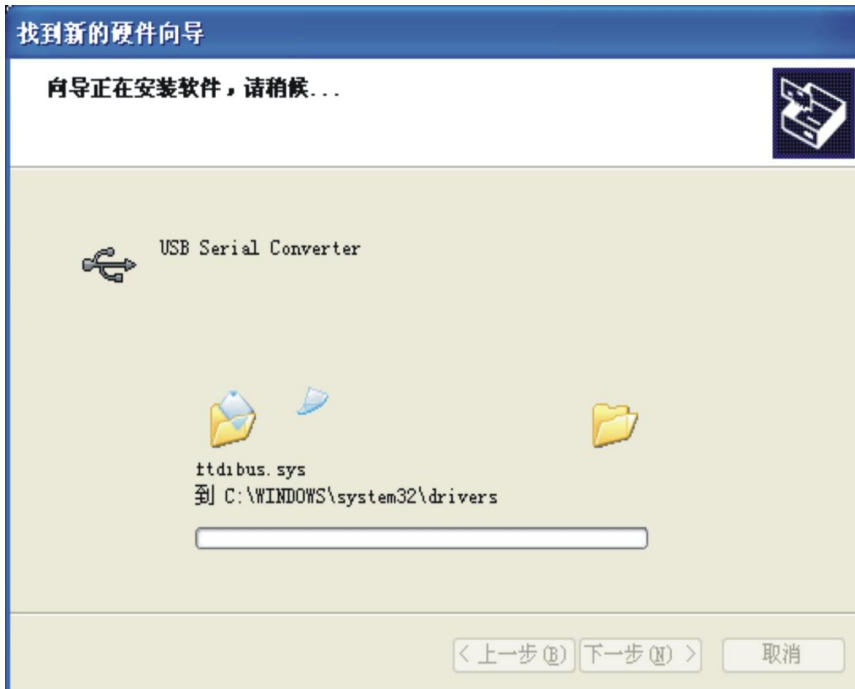 找到新的硬件向导
向导正在安装软件，请稍候...
USB Serial Converter
ftdibus.sys
到 C:\WINDOWS\system32\drivers
< 上一步(B)
下一步(N) >
取消